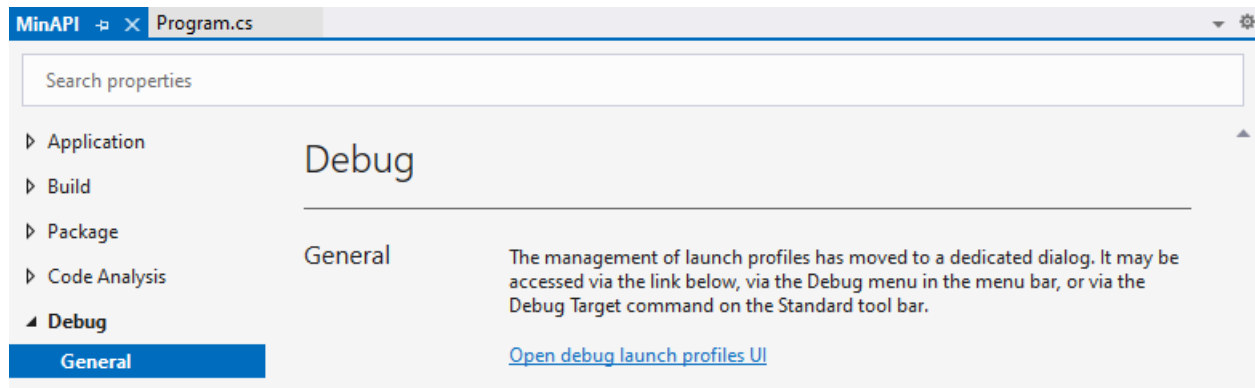 MinAPI Program.cs
Search properties
Application
Build
Package
Code Analysis
Debug
General
Debug
General
The management of launch profiles has moved to a dedicated dialog. It may be
accessed via the link below, via the Debug menu in the menu bar, or via the
Debug Target command on the Standard tool bar.
Open debug launch profiles UI